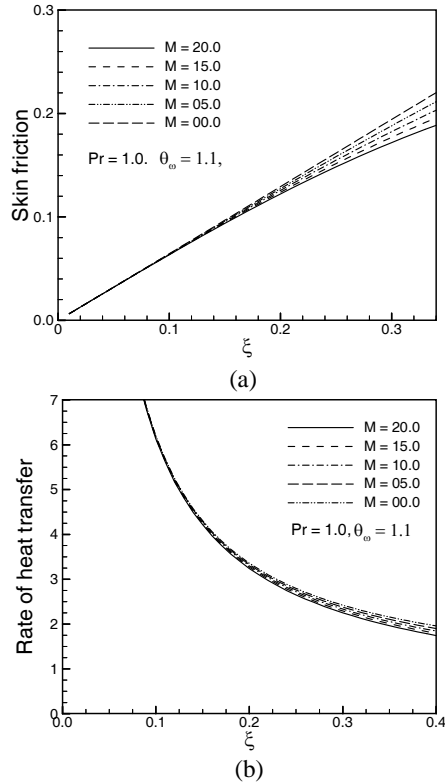 0.3
0.2
0.1
0.0
Skin friction
M = 20.0
M = 15.0
M = 10.0
M = 05.0
M = 00.0
Pr = 1.0. θω = 1.1,
0 0.1 0.2 0.3
ξ
(a)
7
6
5
4
3
2
1
0
Rate of heat transfer
M = 20.0
M = 15.0
M = 10.0
M = 05.0
M = 00.0
Pr = 1.0, θω = 1.1
0.0 0.1 0.2 0.3 0.4
ξ
(b)